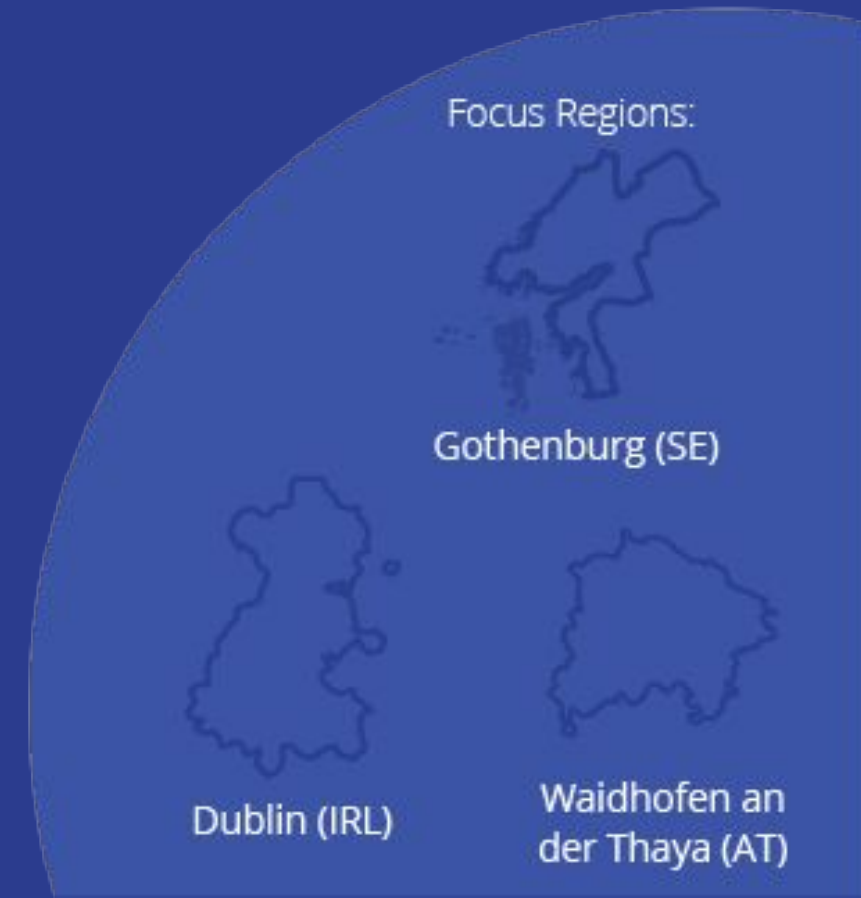 Focus Regions:
Gothenburg (SE)
Dublin (IRL)
Waidhofen an
der Thaya (AT)